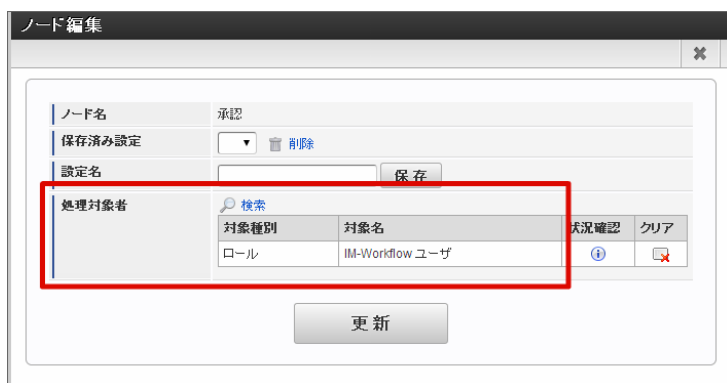 ノード編集
ノード名 承認
保存済み設定 削除
設定名 保存
処理対象者 検索
対象種別 対象名 状況確認 クリア
ロール IM-Workflow ユーザ
更新